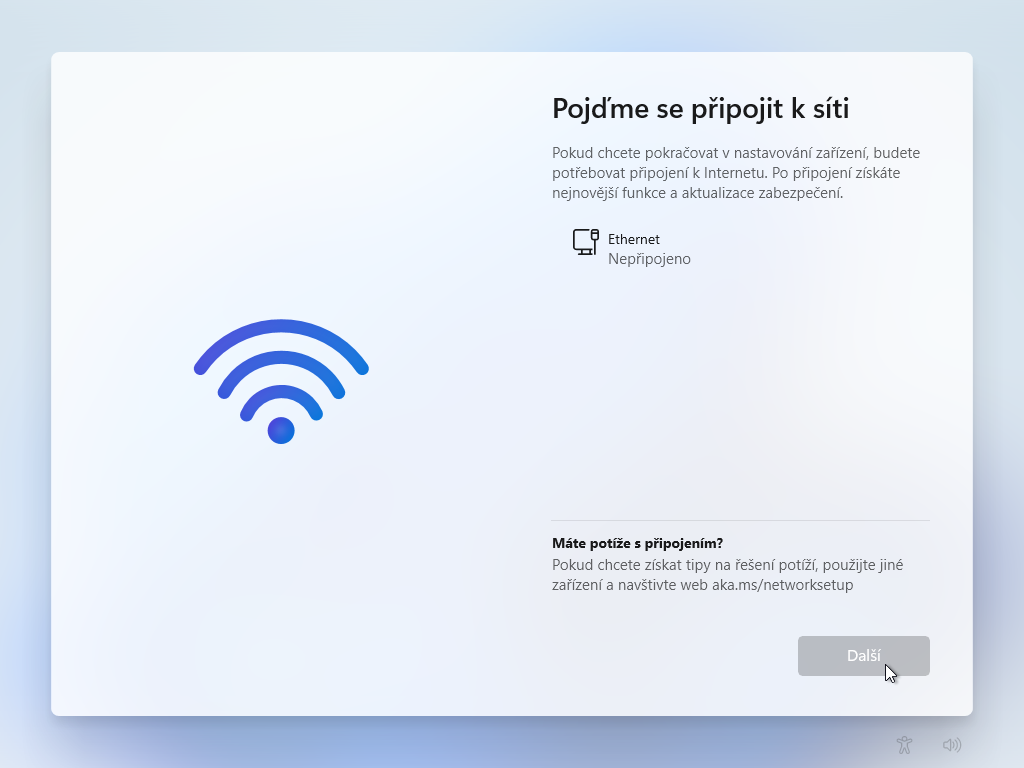 Pojďme se připojit k síti
Pokud chcete pokračovat v nastavování zařízení, budete
potřebovat připojení k Internetu. Po připojení získáte
nejnovější funkce a aktualizace zabezpečení.
Ethernet
Nepřipojeno
Máte potíže s připojením?
Pokud chcete získat tipy na řešení potíží, použijte jiné
zařízení a navštivte web aka.ms/networksetup
Další